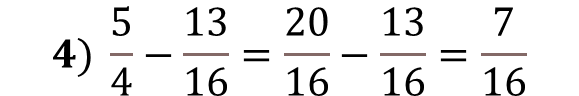 4) 5/4 − 13/16 = 20/16 − 13/16 = 7/16